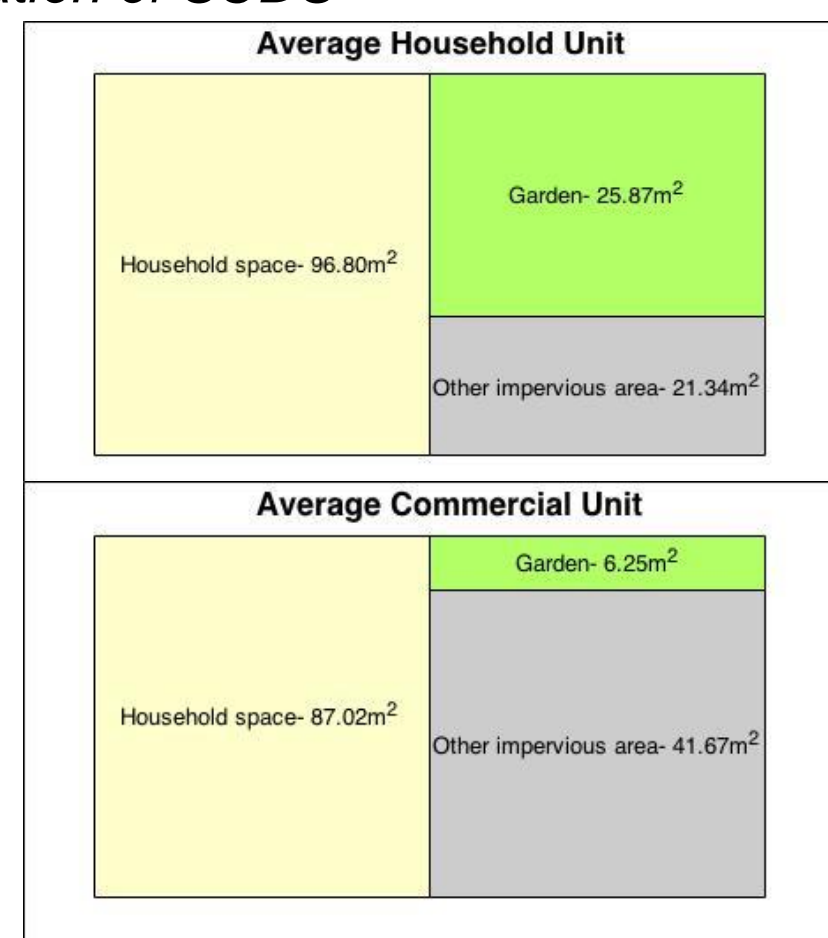 Average Household Unit
Garden- 25.87m²
Household space- 96.80m²
Other impervious area- 21.34m²
Average Commercial Unit
Garden- 6.25m²
Household space- 87.02m²
Other impervious area- 41.67m²